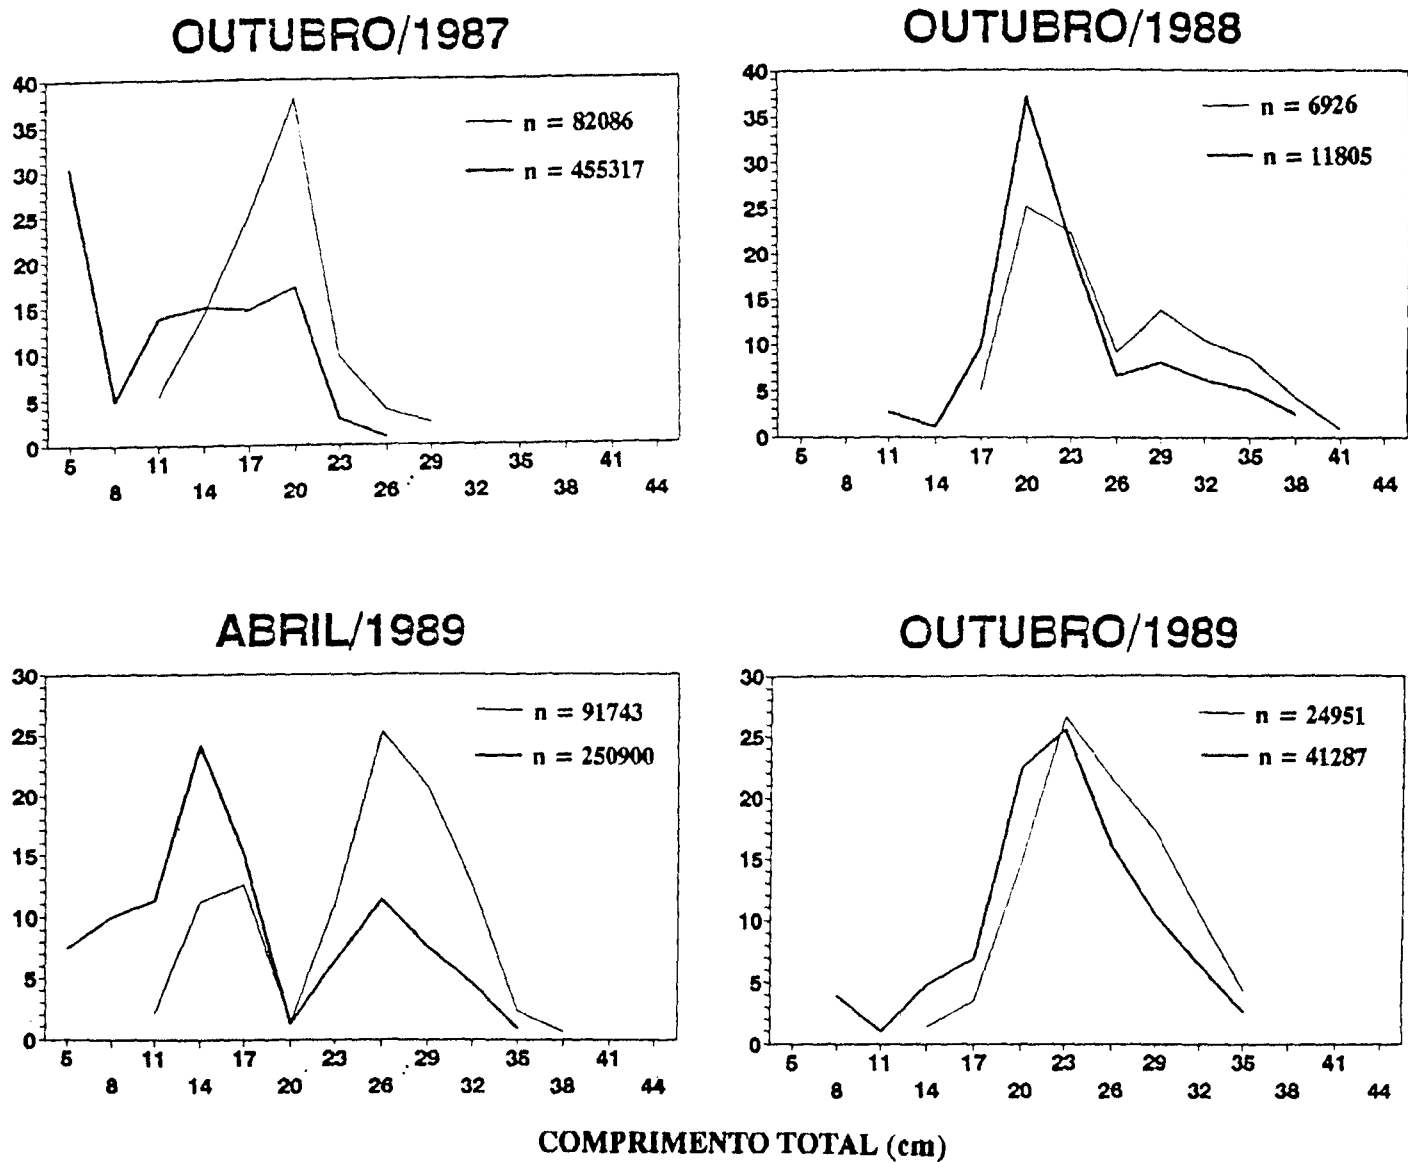 OUTUBRO/1987
40
35
30
25
20
15
10
5
0
n = 82086
n = 455317
5 11 17 23 29 35 41
8 14 20 26 32 38 44
OUTUBRO/1988
40
35
30
25
20
15
10
5
0
n = 6926
n = 11805
5 11 17 23 29 35 41
8 14 20 26 32 38 44
ABRIL/1989
30
25
20
15
10
5
0
n = 91743
n = 250900
5 11 17 23 29 35 41
8 14 20 26 32 38 44
OUTUBRO/1989
30
25
20
15
10
5
0
n = 24951
n = 41287
5 11 17 23 29 35 41
8 14 20 26 32 38 44
COMPRIMENTO TOTAL (cm)